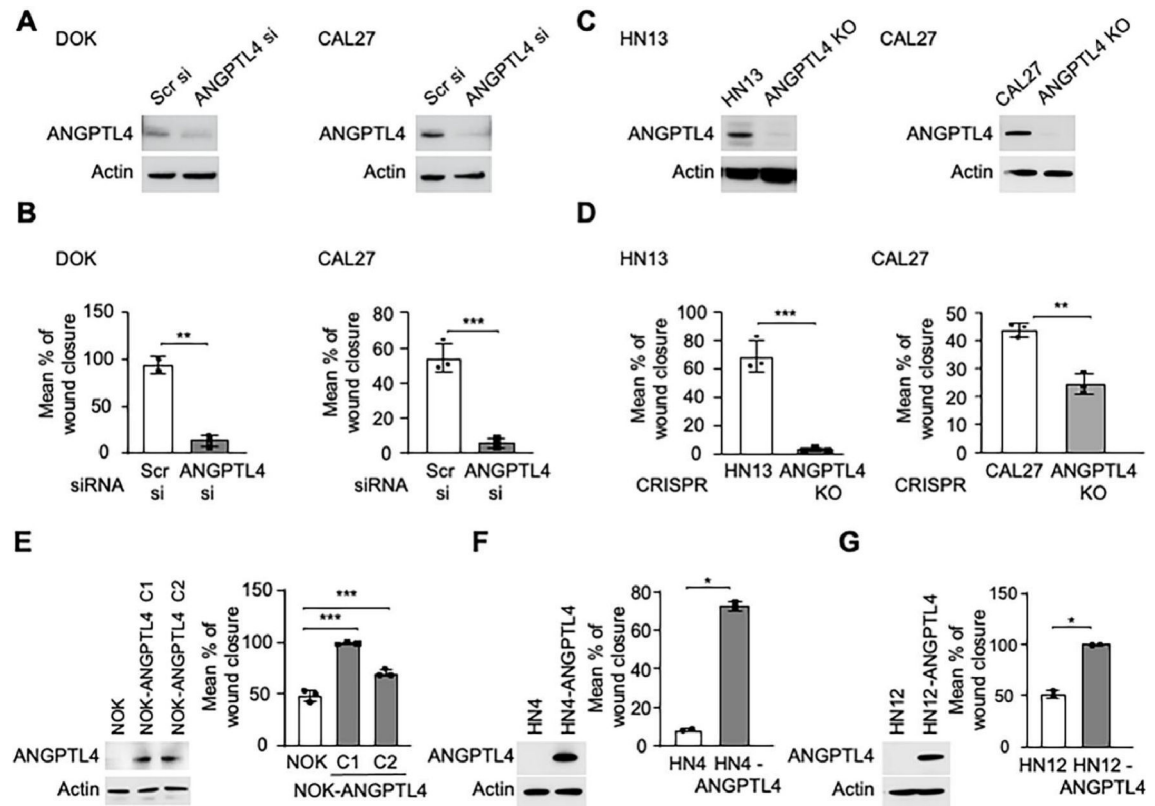 A
DOK
CAL27
Scr si
ANGPTL4 si
Scr si
ANGPTL4 si
ANGPTL4
Actin
ANGPTL4
Actin
C
HN13
CAL27
HN13
ANGPTL4 KO
CAL27
ANGPTL4 KO
ANGPTL4
Actin
ANGPTL4
Actin
B
DOK
Mean % of
wound closure
150
100
50
0
**
Scr
si
ANGPTL4
si
siRNA
CAL27
Mean % of
wound closure
80
60
40
20
0
***
Scr
si
ANGPTL4
si
siRNA
D
HN13
Mean % of
wound closure
100
80
60
40
20
0
***
HN13
ANGPTL4
KO
CRISPR
CAL27
Mean % of
wound closure
50
40
30
20
10
0
**
CAL27
ANGPTL4
KO
CRISPR
E
NOK
NOK-ANGPTL4 C1
NOK-ANGPTL4 C2
ANGPTL4
Actin
Mean % of
wound closure
150
100
50
0
***
***
NOK
C1
C2
NOK-ANGPTL4
F
HN4
HN4-ANGPTL4
ANGPTL4
Actin
Mean % of
wound closure
80
60
40
20
0
*
HN4
HN4 -
ANGPTL4
G
HN12
HN12-ANGPTL4
ANGPTL4
Actin
Mean % of
wound closure
150
100
50
0
*
HN12
HN12 -
ANGPTL4